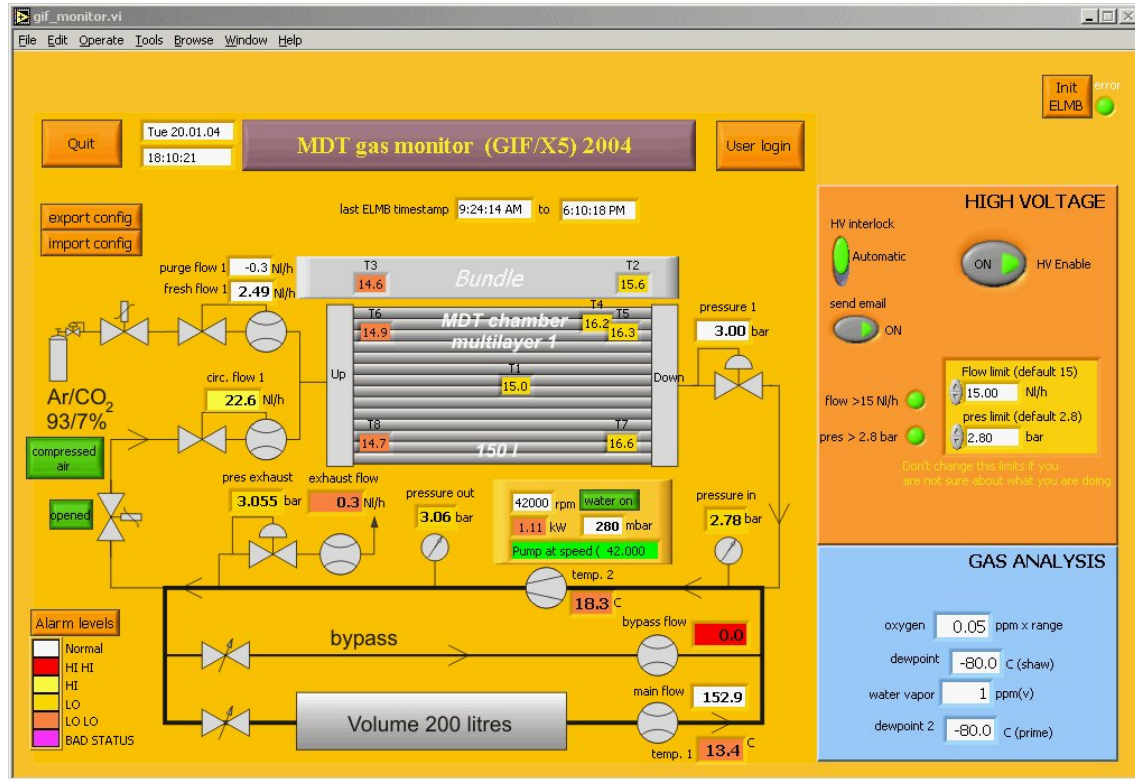 gif_monitor.vi
File Edit Operate Tools Browse Window Help
Init ELMB
error
Quit
Tue 20.01.04
18:10:21
MDT gas monitor (GIF/X5) 2004
User login
last ELMB timestamp 9:24:14 AM to 6:10:18 PM
export config
import config
purge flow 1 -0.3 Nl/h
fresh flow 1 2.49 Nl/h
T3
14.6
Bundle
T2
15.6
T6
14.9
MDT chamber
multilayer 1
T4
16.2
T5
16.3
pressure 1
3.00 bar
Up
T1
15.0
Down
Ar/CO2
93/7%
circ. flow 1
22.6 Nl/h
T8
14.7
150 l
T7
16.6
compressed
air
opened
pres exhaust
3.055 bar
exhaust flow
0.3 Nl/h
pressure out
3.06 bar
42000 rpm water on
1.11 kW 280 mbar
Pump at speed ( 42.000
pressure in
2.78 bar
temp. 2
18.3 C
bypass
bypass flow
0.0
Volume 200 litres
main flow
152.9
temp. 1 13.4 C
Alarm levels
Normal
HI HI
HI
LO
LO LO
BAD STATUS
HIGH VOLTAGE
HV interlock
Automatic
ON
HV Enable
send email
ON
Flow limit (default 15)
15.00 Nl/h
pres limit (default 2.8)
2.80 bar
flow >15 Nl/h
pres > 2.8 bar
Don't change this limits if you
are not sure about what you are doing
GAS ANALYSIS
oxygen 0.05 ppm x range
dewpoint -80.0 C (shaw)
water vapor 1 ppm(v)
dewpoint 2 -80.0 C (prime)